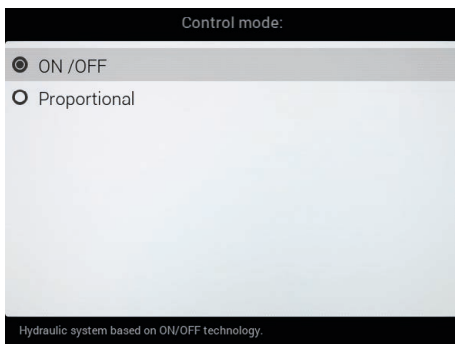 Control mode:
ON /OFF
Proportional
Hydraulic system based on ON/OFF technology.